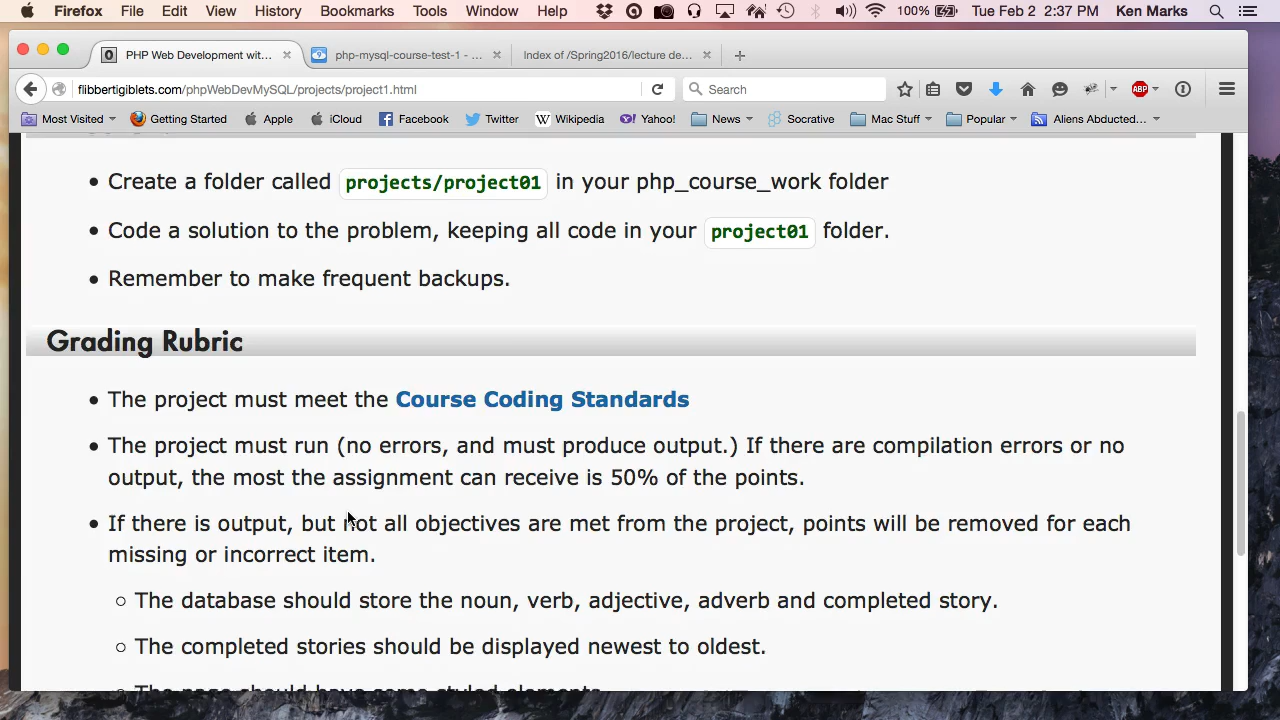 Firefox File Edit View History Bookmarks Tools Window Help 100% Tue Feb 2 2:37 PM Ken Marks
PHP Web Development wit... php-mysql-course-test-1 - ... Index of /Spring2016/lecture de...
flibbertigiblets.com/phpWebDevMySQL/projects/project1.html Search ABP
Most Visited Getting Started Apple iCloud Facebook Twitter Wikipedia Yahoo! News Socrative Mac Stuff Popular Aliens Abducted...
Create a folder called projects/project01 in your php_course_work folder
Code a solution to the problem, keeping all code in your project01 folder.
Remember to make frequent backups.
Grading Rubric
The project must meet the Course Coding Standards
The project must run (no errors, and must produce output.) If there are compilation errors or no
output, the most the assignment can receive is 50% of the points.
If there is output, but not all objectives are met from the project, points will be removed for each
missing or incorrect item.
The database should store the noun, verb, adjective, adverb and completed story.
The completed stories should be displayed newest to oldest.
The page should have some styled elements.